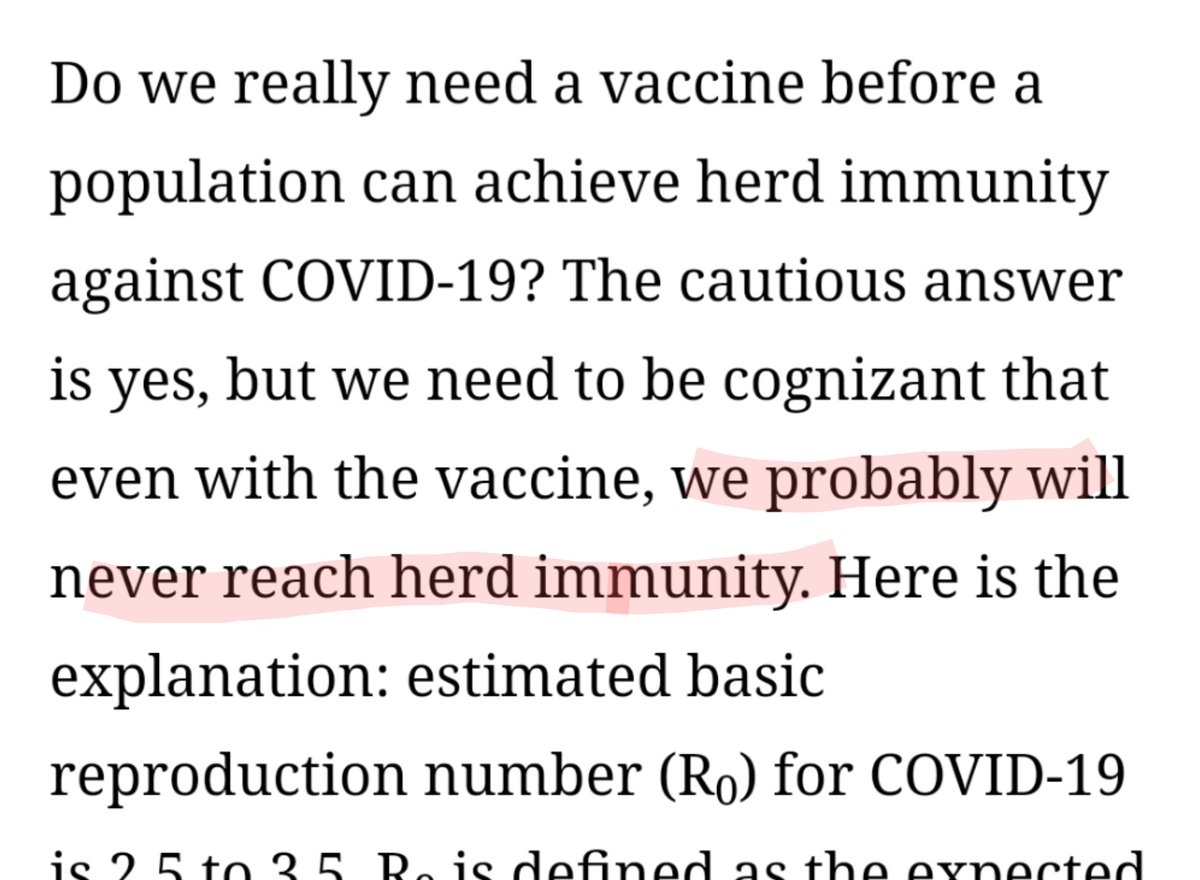 Do we really need a vaccine before a
population can achieve herd immunity
against COVID-19? The cautious answer
is yes, but we need to be cognizant that
even with the vaccine, we probably will
never reach herd immunity. Here is the
explanation: estimated basic
reproduction number (R₀) for COVID-19
is 2.5 to 3.5. R₀ is defined as the expected